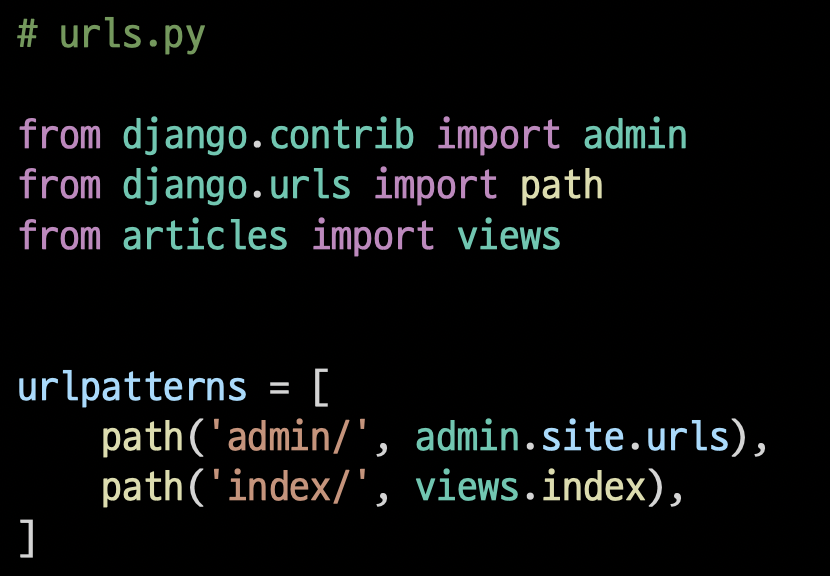 # urls.py
from django.contrib import admin
from django.urls import path
from articles import views
urlpatterns = [
    path('admin/', admin.site.urls),
    path('index/', views.index),
]